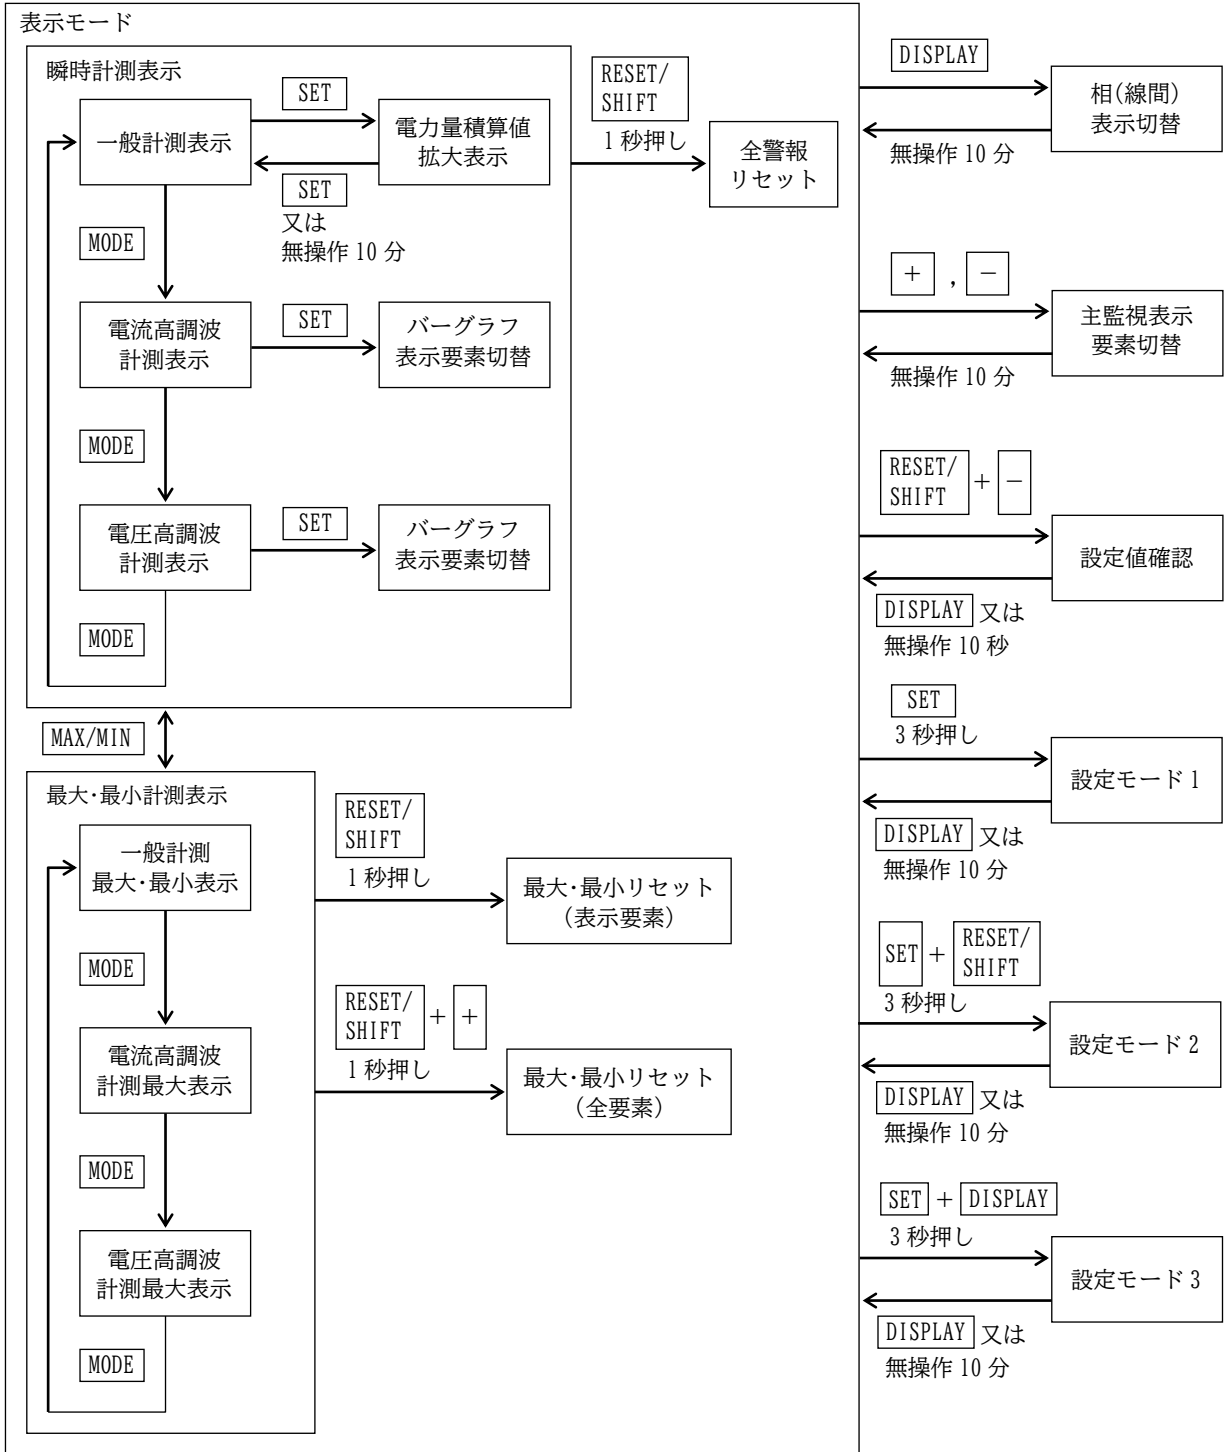 表示モード
瞬時計測表示
一般計測表示
SET
電力量積算値
拡大表示
SET
又は
無操作 10 分
MODE
電流高調波
計測表示
SET
バーグラフ
表示要素切替
MODE
電圧高調波
計測表示
SET
バーグラフ
表示要素切替
MODE
RESET/
SHIFT
1 秒押し
全警報
リセット
MAX/MIN
最大・最小計測表示
一般計測
最大・最小表示
MODE
電流高調波
計測最大表示
MODE
電圧高調波
計測最大表示
MODE
RESET/
SHIFT
1 秒押し
最大・最小リセット
(表示要素)
RESET/
SHIFT + +
1 秒押し
最大・最小リセット
(全要素)
DISPLAY
相(線間)
表示切替
無操作 10 分
+ , −
主監視表示
要素切替
無操作 10 分
RESET/
SHIFT + −
設定値確認
DISPLAY 又は
無操作 10 秒
SET
3 秒押し
設定モード 1
DISPLAY 又は
無操作 10 分
SET + RESET/
SHIFT
3 秒押し
設定モード 2
DISPLAY 又は
無操作 10 分
SET + DISPLAY
3 秒押し
設定モード 3
DISPLAY 又は
無操作 10 分